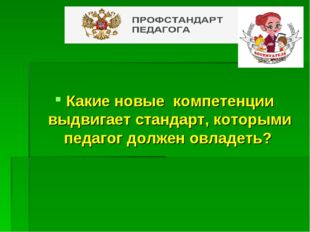 ПРОФСТАНДАРТ
ПЕДАГОГА
Какие новые компетенции
выдвигает стандарт, которыми
педагог должен овладеть?